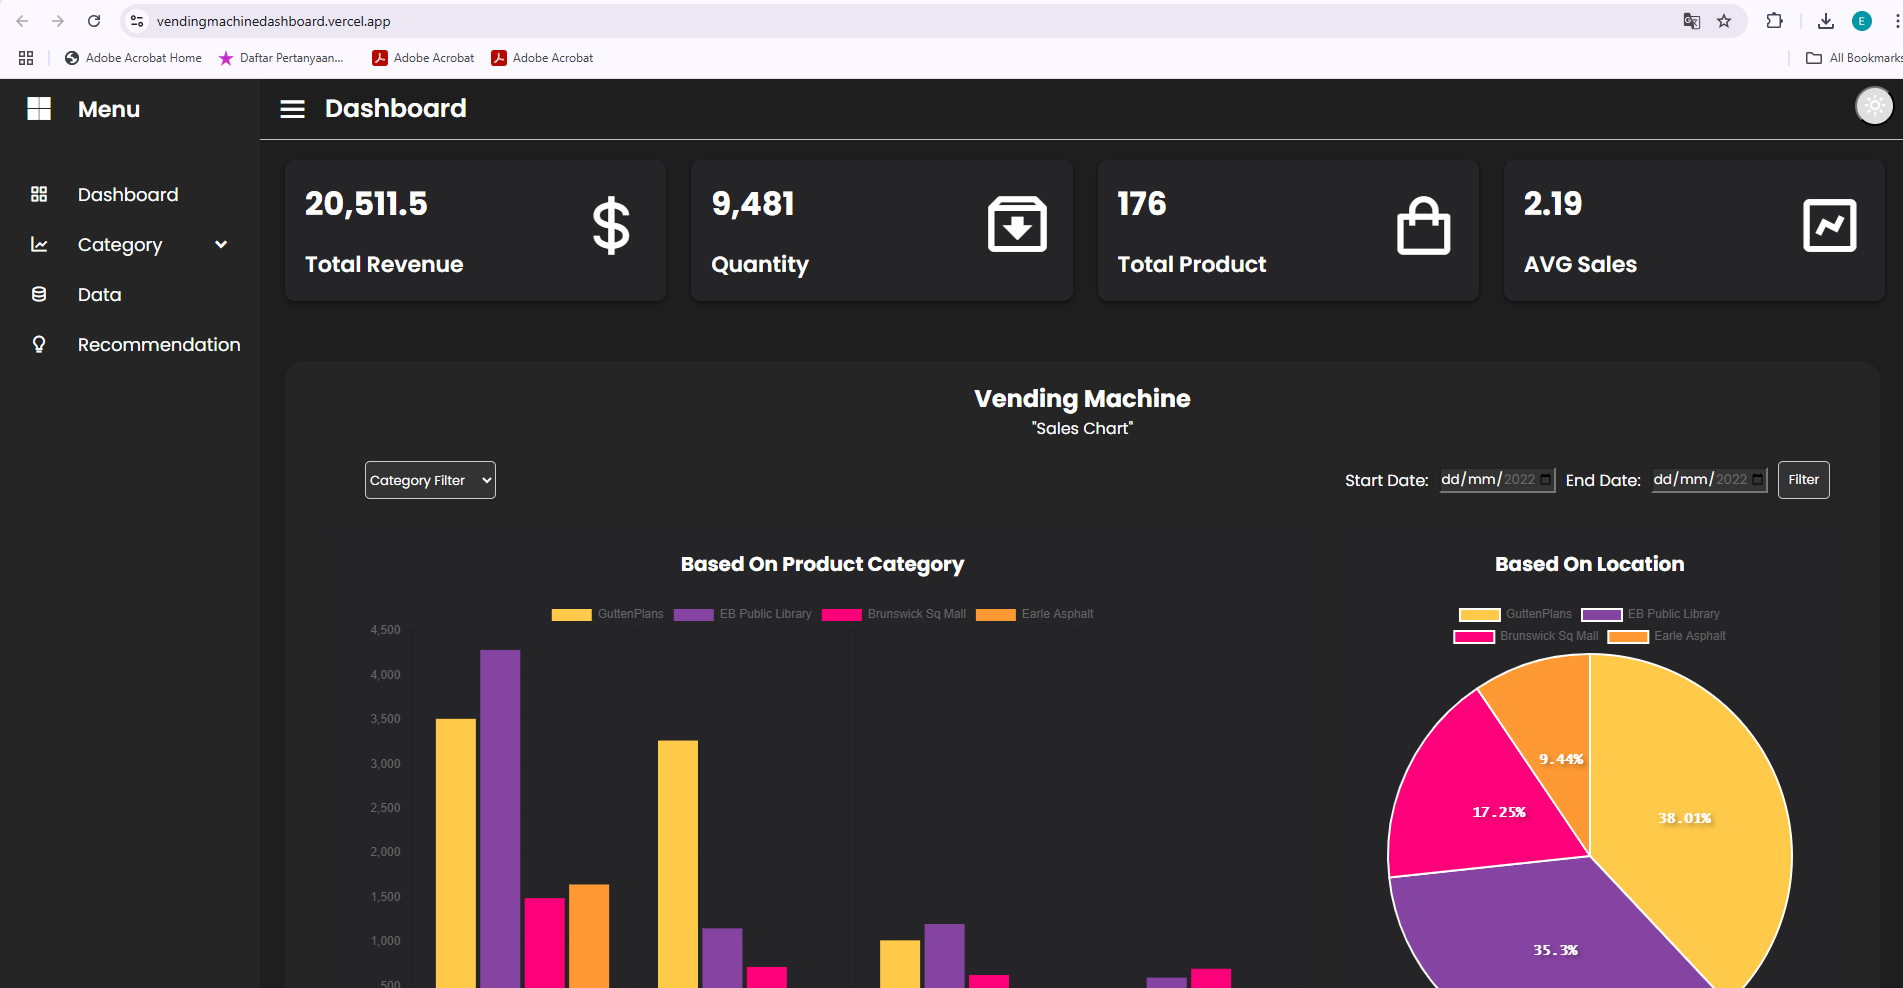 vendingmachinedashboard.vercel.app
E
Adobe Acrobat Home
Daftar Pertanyaan...
Adobe Acrobat
Adobe Acrobat
All Bookmarks
Menu
Dashboard
Dashboard
Category
Data
Recommendation
20,511.5
Total Revenue
9,481
Quantity
176
Total Product
2.19
AVG Sales
Vending Machine
"Sales Chart"
Category Filter
Start Date: dd/mm/2022 End Date: dd/mm/2022 Filter
Based On Product Category
GuttenPlans EB Public Library Brunswick Sq Mall Earle Asphalt
4,500
4,000
3,500
3,000
2,500
2,000
1,500
1,000
500
Based On Location
GuttenPlans EB Public Library
Brunswick Sq Mall Earle Asphalt
9.44%
17.25%
38.01%
35.3%